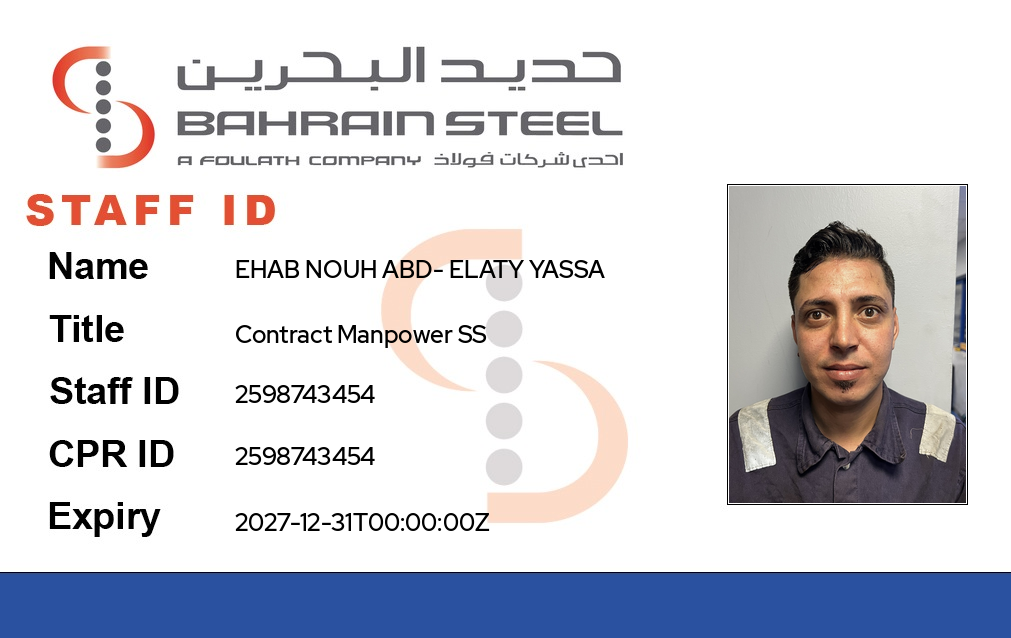 حديد البحرين
BAHRAIN STEEL
A FOULATH COMPANY احدى شركات فولاذ
STAFF ID
Name EHAB NOUH ABD- ELATY YASSA
Title Contract Manpower SS
Staff ID 2598743454
CPR ID 2598743454
Expiry 2027-12-31T00:00:00Z